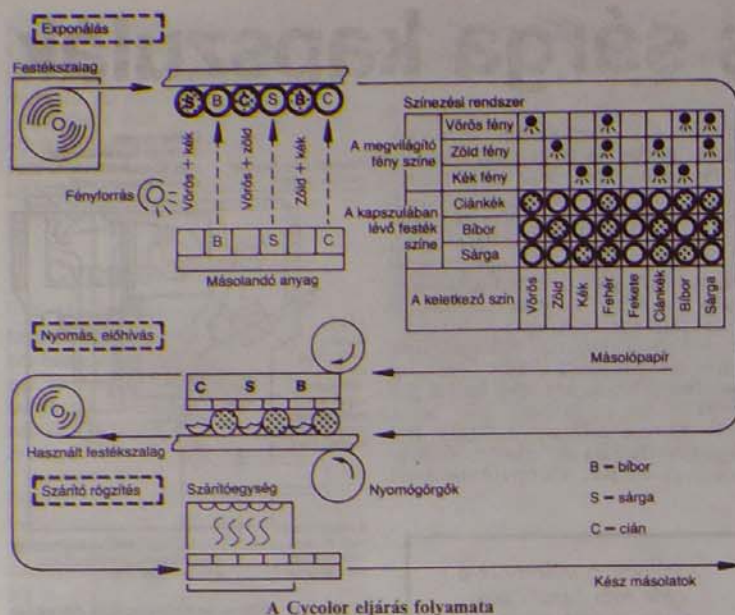 sárga kapszul
Exponálás
Festékszalag
S B C S B C
Vörös + kék
Vörös + zöld
Zöld + kék
Fényforrás
B S C
Másolandó anyag
Színezési rendszer
A megvilágító fény színe
Vörös fény
Zöld fény
Kék fény
A kapszulában lévő festék színe
Ciánkék
Bíbor
Sárga
A keletkező szín
Vörös
Zöld
Kék
Fehér
Fekete
Ciánkék
Bíbor
Sárga
Nyomás, előhívás
Másolópapír
C S B
Használt festékszalag
Nyomógörgők
B – bíbor
S – sárga
C – cián
Szárító rögzítés
Szárítóegység
Kész másolatok
A Cycolor eljárás folyamata